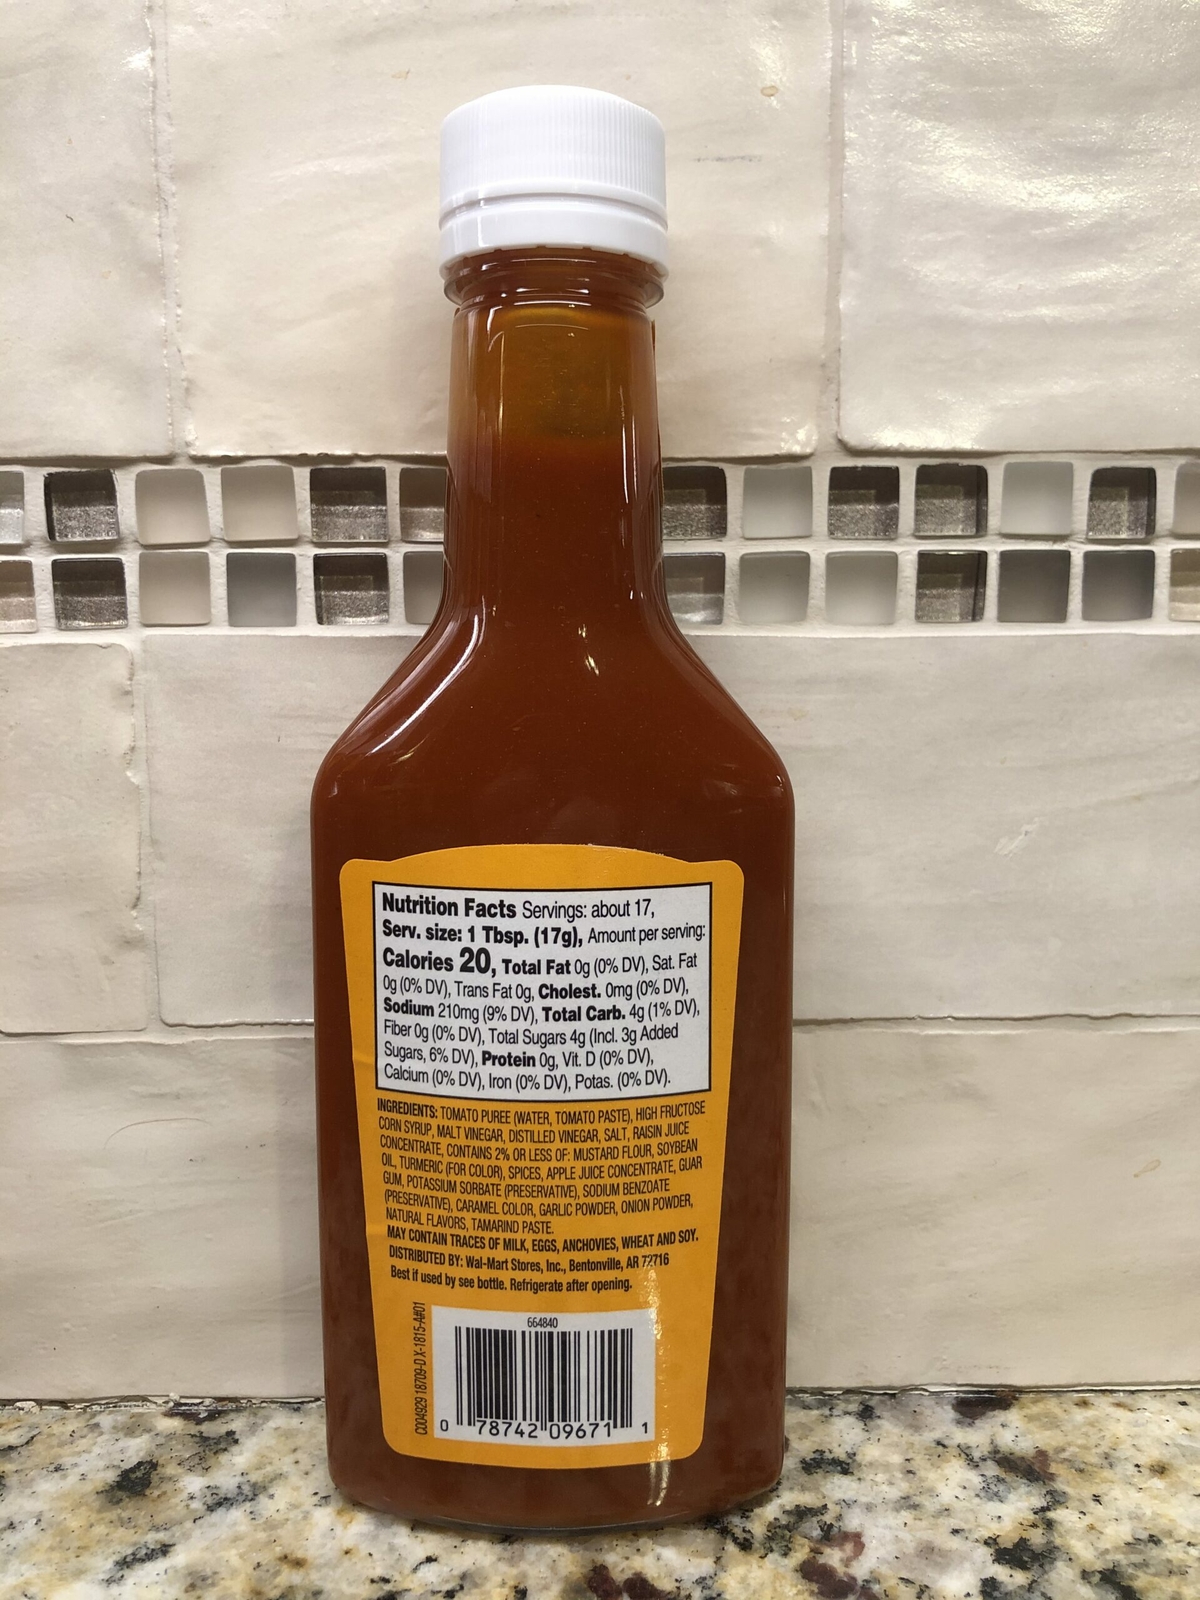 Nutrition Facts Servings: about 17,
Serv. size: 1 Tbsp. (17g), Amount per serving:
Calories 20, Total Fat 0g (0% DV), Sat. Fat
0g (0% DV), Trans Fat 0g, Cholest. 0mg (0% DV),
Sodium 210mg (9% DV), Total Carb. 4g (1% DV),
Fiber 0g (0% DV), Total Sugars 4g (Incl. 3g Added
Sugars, 6% DV), Protein 0g, Vit. D (0% DV),
Calcium (0% DV), Iron (0% DV), Potas. (0% DV).
INGREDIENTS: TOMATO PUREE (WATER, TOMATO PASTE), HIGH FRUCTOSE
CORN SYRUP, MALT VINEGAR, DISTILLED VINEGAR, SALT, RAISIN JUICE
CONCENTRATE, CONTAINS 2% OR LESS OF: MUSTARD FLOUR, SOYBEAN
OIL, TURMERIC (FOR COLOR), SPICES, APPLE JUICE CONCENTRATE, GUAR
GUM, POTASSIUM SORBATE (PRESERVATIVE), SODIUM BENZOATE
(PRESERVATIVE), CARAMEL COLOR, GARLIC POWDER, ONION POWDER,
NATURAL FLAVORS, TAMARIND PASTE.
MAY CONTAIN TRACES OF MILK, EGGS, ANCHOVIES, WHEAT AND SOY.
DISTRIBUTED BY: Wal-Mart Stores, Inc., Bentonville, AR 72716
Best if used by see bottle. Refrigerate after opening.
C004929 18709-D X-1815-A#01
664840
0 78742 09671 1